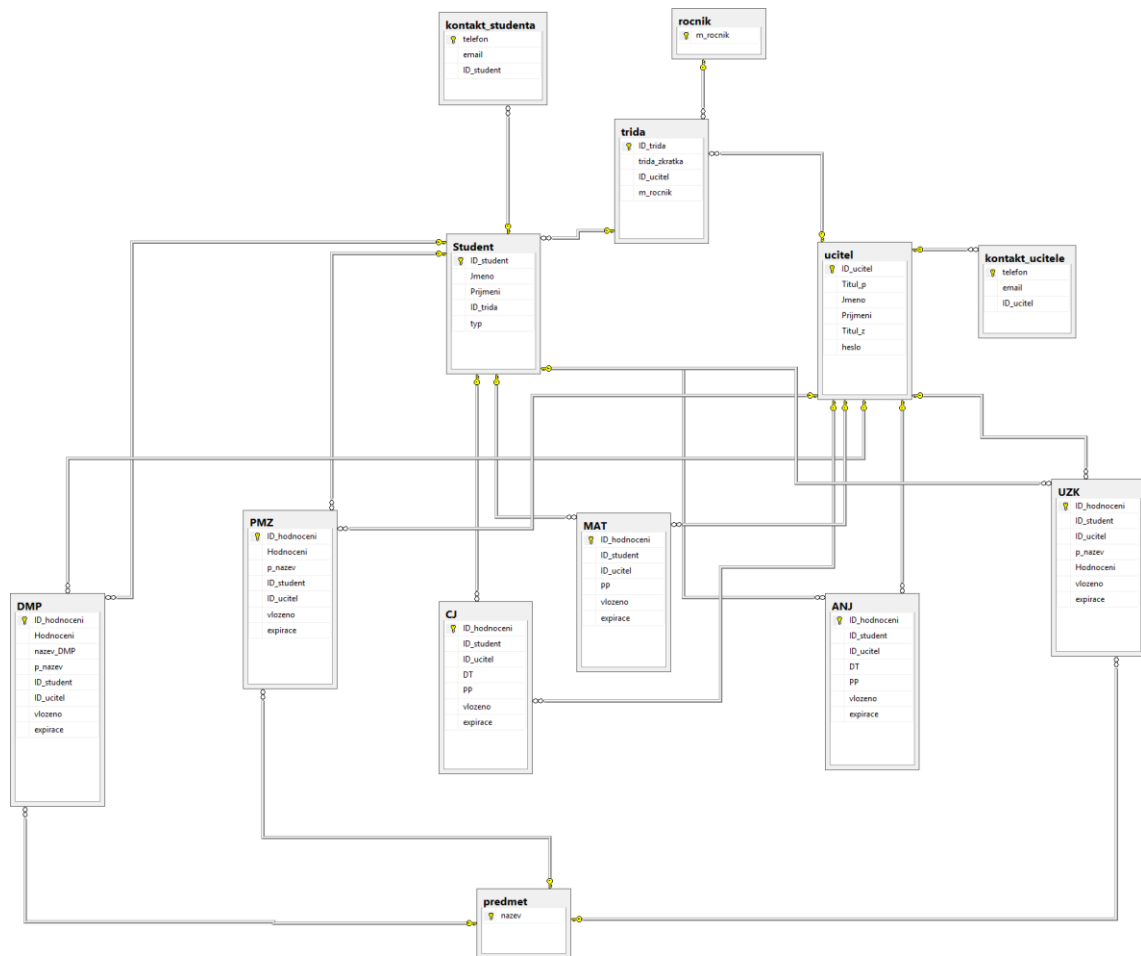 kontakt_studenta
telefon
email
ID_student
rocnik
m_rocnik
trida
ID_trida
trida_zkratka
ID_ucitel
m_rocnik
Student
ID_student
Jmeno
Prijmeni
ID_trida
typ
ucitel
ID_ucitel
Titul_p
Jmeno
Prijmeni
Titul_z
heslo
kontakt_ucitele
telefon
email
ID_ucitel
DMP
ID_hodnoceni
Hodnoceni
nazev_DMP
p_nazev
ID_student
ID_ucitel
vlozeno
expirace
PMZ
ID_hodnoceni
Hodnoceni
p_nazev
ID_student
ID_ucitel
vlozeno
expirace
CJ
ID_hodnoceni
ID_student
ID_ucitel
DT
PP
vlozeno
expirace
MAT
ID_hodnoceni
ID_student
ID_ucitel
PP
vlozeno
expirace
ANJ
ID_hodnoceni
ID_student
ID_ucitel
DT
PP
vlozeno
expirace
UZK
ID_hodnoceni
ID_student
ID_ucitel
p_nazev
Hodnoceni
vlozeno
expirace
predmet
nazev